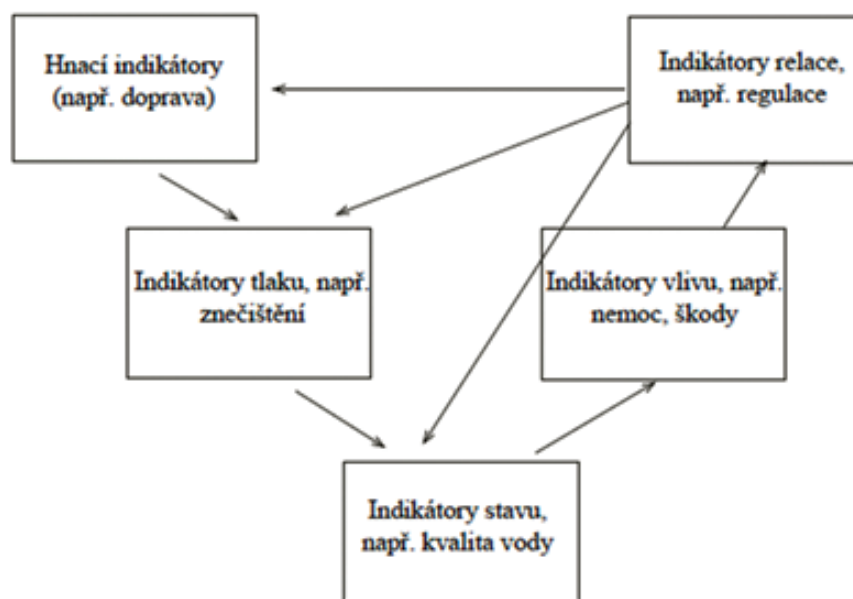 Hnací indikátory
(např. doprava)
Indikátory relace,
např. regulace
Indikátory tlaku, např.
znečištění
Indikátory vlivu, např.
nemoc, škody
Indikátory stavu,
např. kvalita vody